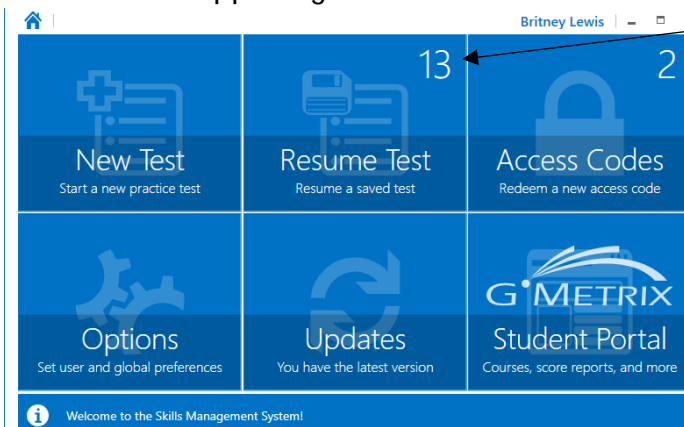 Britney Lewis
13
2
New Test
Start a new practice test
Resume Test
Resume a saved test
Access Codes
Redeem a new access code
Options
Set user and global preferences
Updates
You have the latest version
GMETRIX
Student Portal
Courses, score reports, and more
i
Welcome to the Skills Management System!